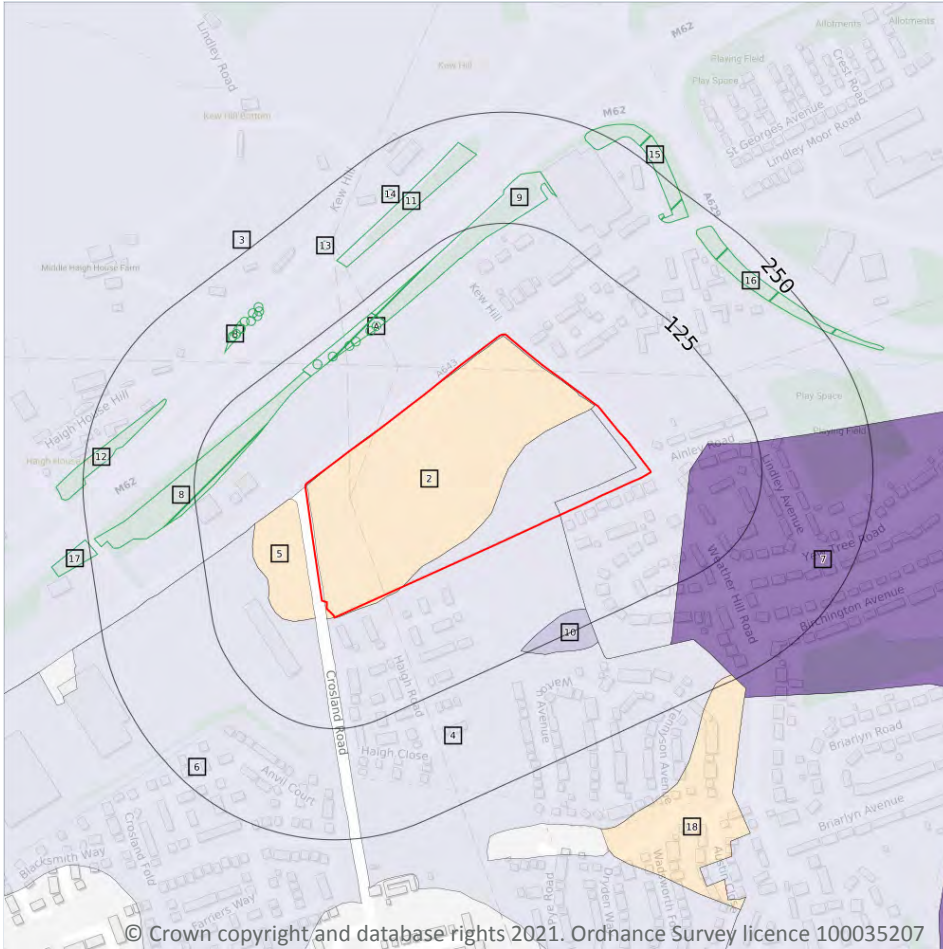 M62
Allotments
Allotments
Lindley Road
Playing Field
Kew Hill
Crest Road
Play Space
St Georges Avenue
Kew Hill Bottom
M62
Lindley Moor Road
15
Kew Hill
14
11
9
A629
3
13
Middle Haigh House Farm
250
16
Kew Hill
8
4
125
A643
Play Space
Haigh House Hill
Playing Field
Ainley Road
12
Haigh House
Lindley Avenue
2
M62
8
Yew Tree Road
5
7
17
Weather Hill Road
Birchington Avenue
10
Haigh Road
Crosland Road
Avenue
Tennyson Avenue
4
Briarlyn Road
Haigh Close
6
Anvil Court
Briarlyn Avenue
Crosland Fold
18
Blacksmith Way
Farriers Way
© Crown copyright and database rights 2021. Ordnance Survey licence 100035207